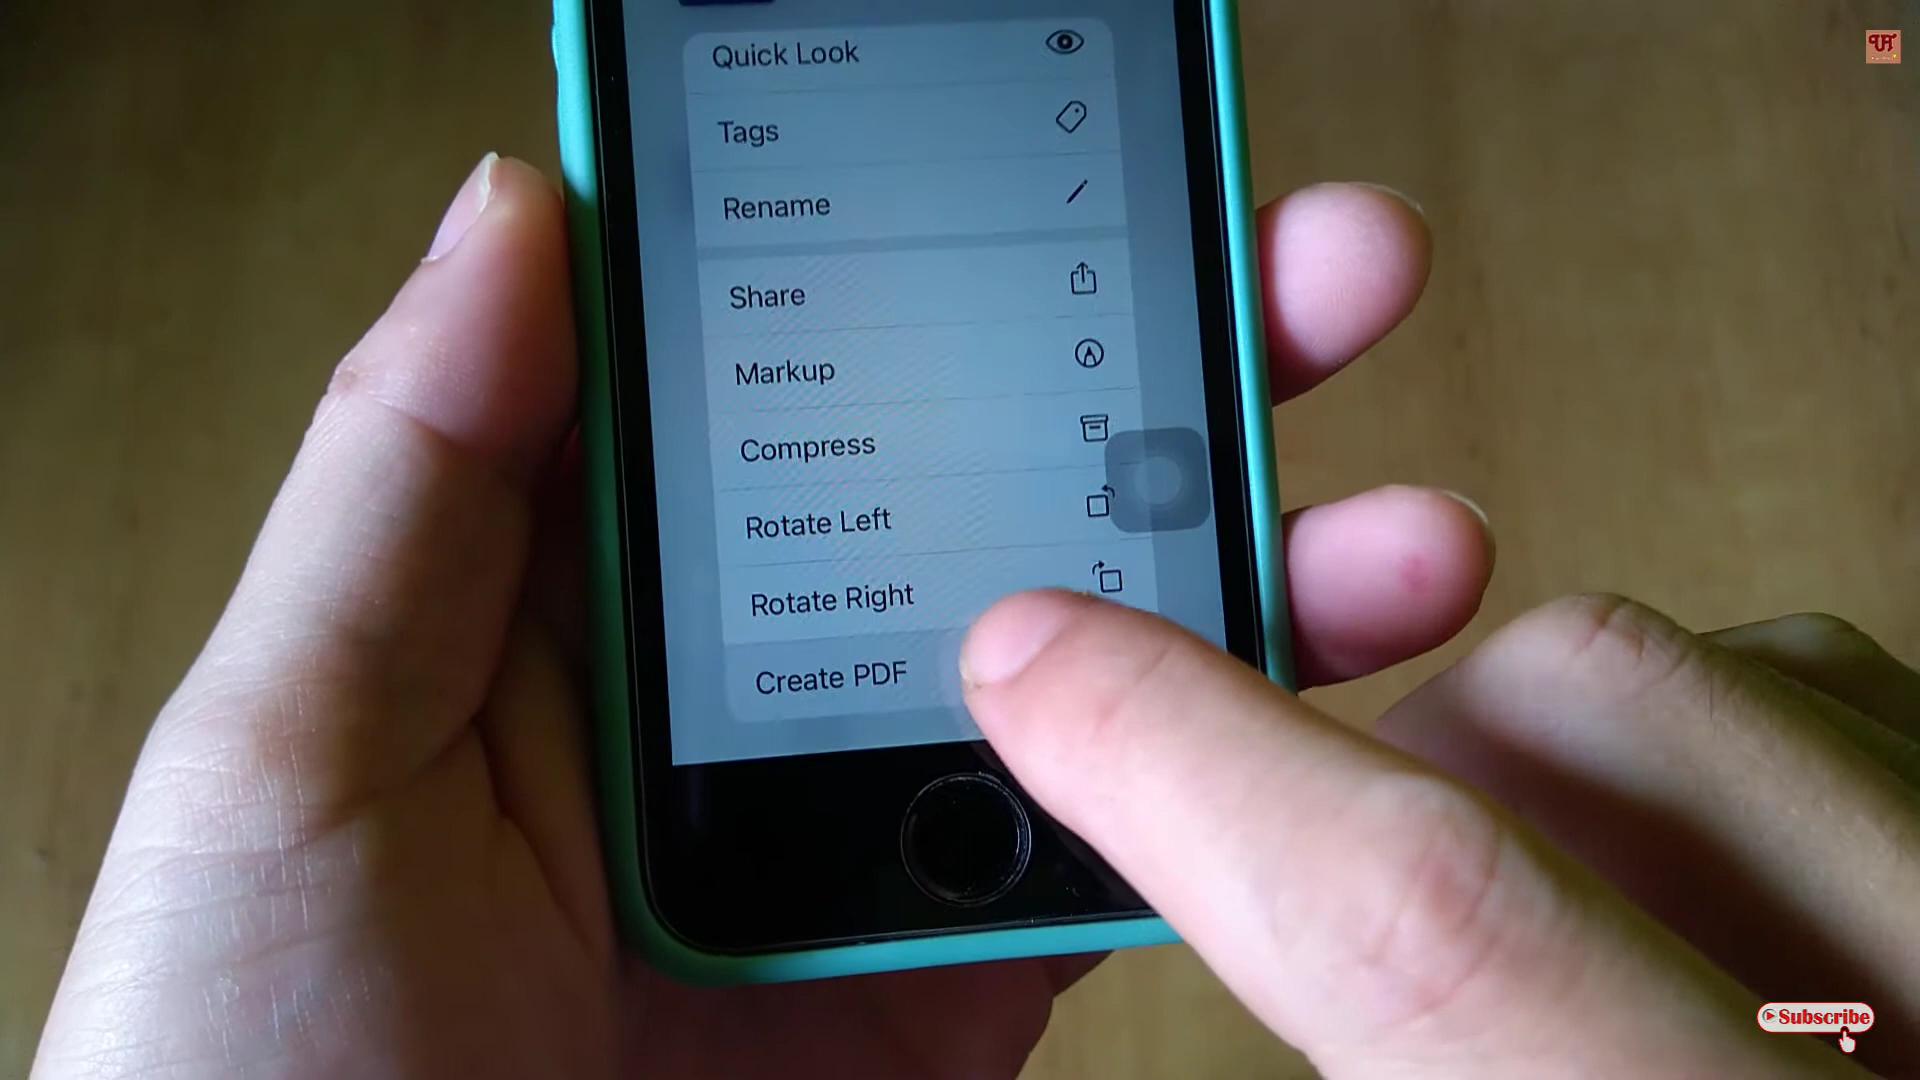 Quick Look
Tags
Rename
Share
Markup
Compress
Rotate Left
Rotate Right
Create PDF
Subscribe